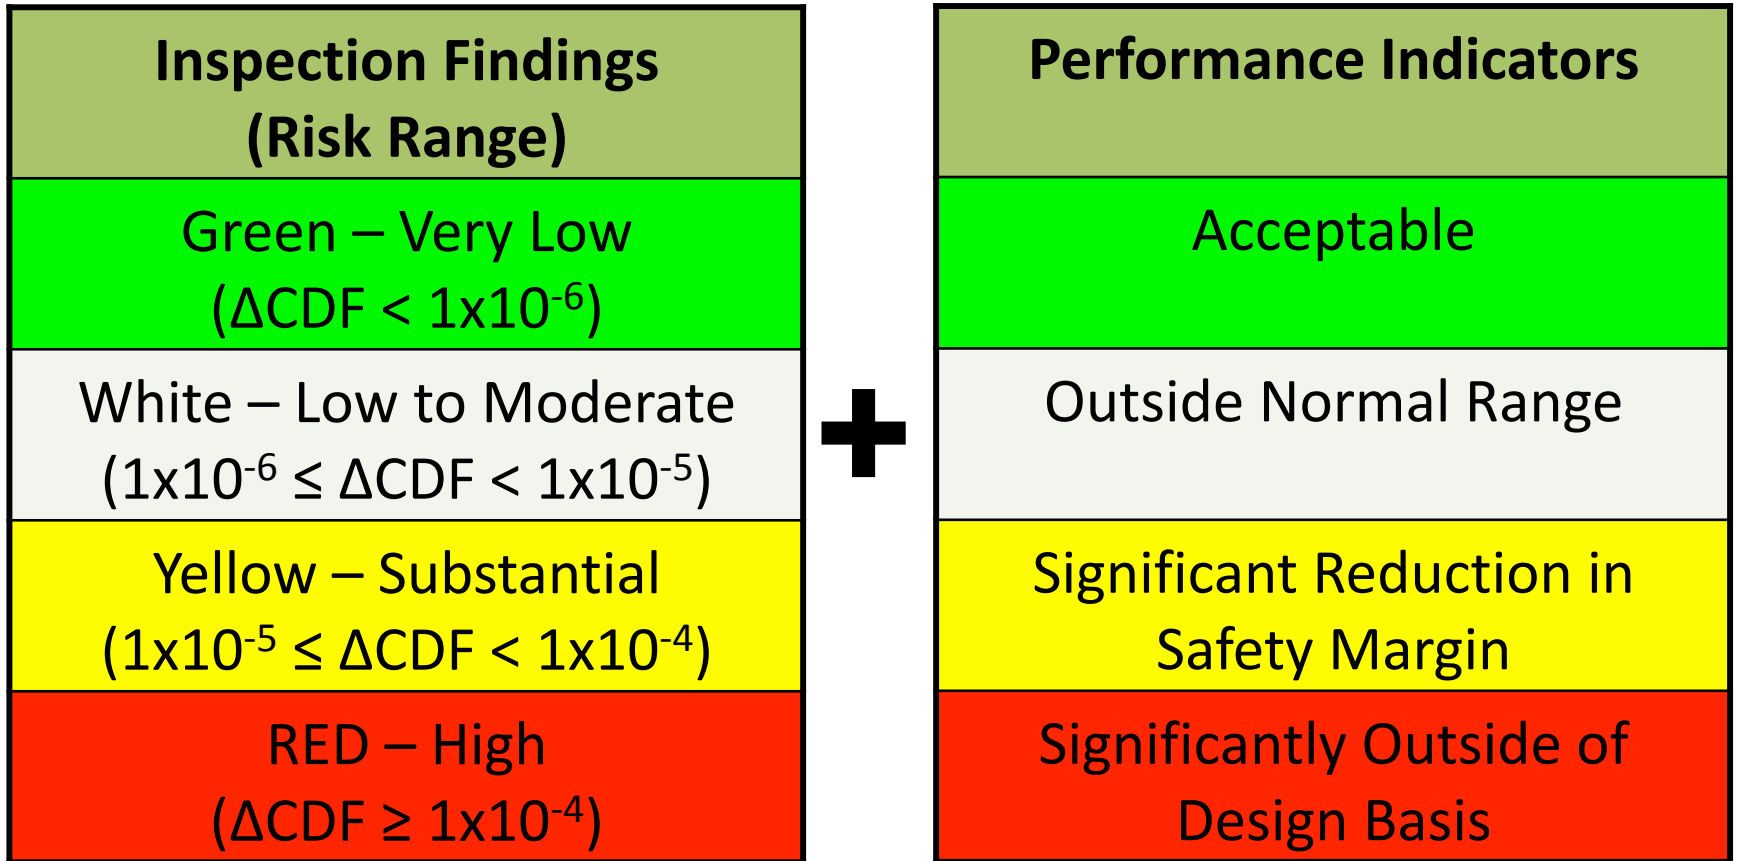 Inspection Findings
(Risk Range)
Green – Very Low
(ΔCDF < 1x10⁻⁶)
White – Low to Moderate
(1x10⁻⁶ ≤ ΔCDF < 1x10⁻⁵)
Yellow – Substantial
(1x10⁻⁵ ≤ ΔCDF < 1x10⁻⁴)
RED – High
(ΔCDF ≥ 1x10⁻⁴)
+
Performance Indicators
Acceptable
Outside Normal Range
Significant Reduction in
Safety Margin
Significantly Outside of
Design Basis